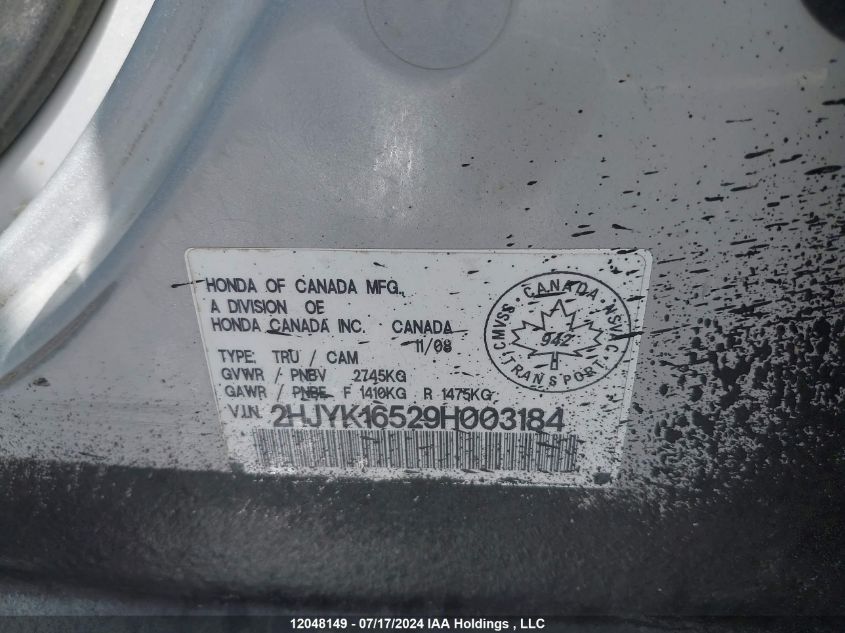 HONDA OF CANADA MFG.,
A DIVISION OE
HONDA CANADA INC. CANADA
11/08
TYPE: TRU / CAM
GVWR / PNBV 2745KG
GAWR / PNBE F 1410KG R 1475KG
V.I.N. 2HJYK16529H003184
CMVSS · CANADA · NSVAC
942
TRANSPORT
12048149 - 07/17/2024 IAA Holdings , LLC